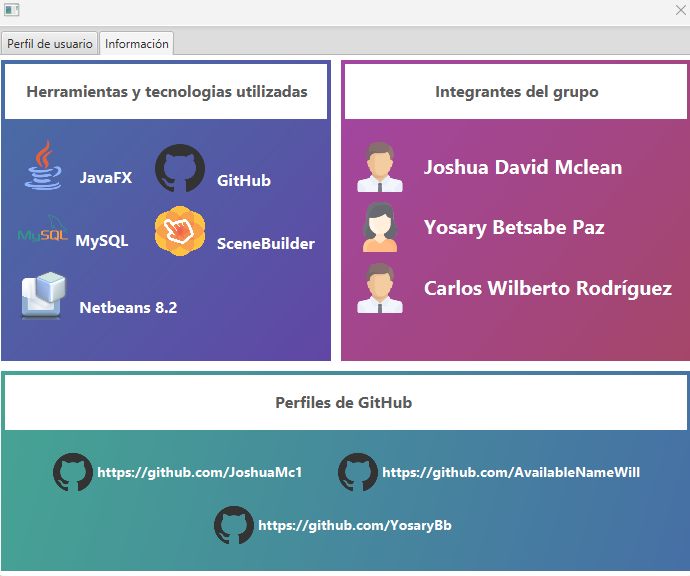 Perfil de usuario
Información
Herramientas y tecnologias utilizadas
JavaFX
GitHub
MySQL
MySQL
SceneBuilder
Netbeans 8.2
Integrantes del grupo
Joshua David Mclean
Yosary Betsabe Paz
Carlos Wilberto Rodríguez
Perfiles de GitHub
https://github.com/JoshuaMc1
https://github.com/AvailableNameWill
https://github.com/YosaryBb